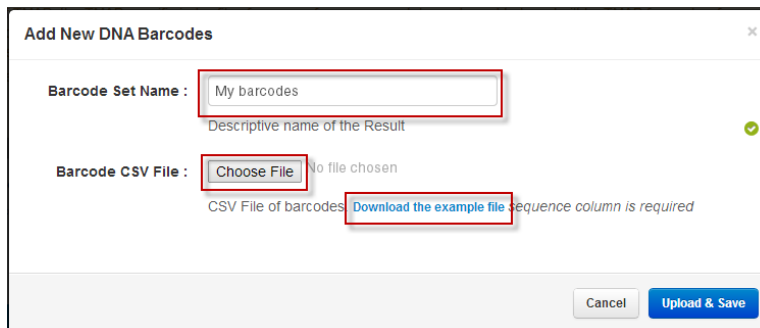 Add New DNA Barcodes ×
Barcode Set Name : My barcodes
Descriptive name of the Result
Barcode CSV File : Choose File No file chosen
CSV File of barcodes Download the example file sequence column is required
Cancel Upload & Save